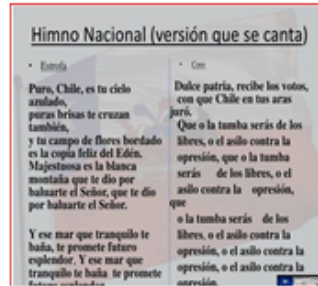 Himno Nacional (versión que se canta)
• Estrofa
Puro, Chile, es tu cielo
azulado,
puras brisas te cruzan
también,
y tu campo de flores bordado
es la copia feliz del Edén.
Majestuosa es la blanca
montaña que te dio por
baluarte el Señor, que te dio
por baluarte el Señor.
Y ese mar que tranquilo te
baña, te promete futuro
esplendor. Y ese mar que
tranquilo te baña te promete
futuro esplendor
• Coro
Dulce patria, recibe los votos,
con que Chile en tus aras
juró.
Que o la tumba serás de los
libres, o el asilo contra la
opresión, que o la tumba
serás de los libres, o el
asilo contra la opresión,
que
o la tumba serás de los
libres, o el asilo contra la
opresión, o el asilo contra la
opresión, o el asilo contra la
opresión.